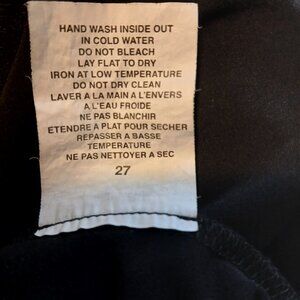 HAND WASH INSIDE OUT
IN COLD WATER
DO NOT BLEACH
LAY FLAT TO DRY
IRON AT LOW TEMPERATURE
DO NOT DRY CLEAN
LAVER A LA MAIN A L'ENVERS
A L'EAU FROIDE
NE PAS BLANCHIR
ETENDRE A PLAT POUR SECHER
REPASSER A BASSE
TEMPERATURE
NE PAS NETTOYER A SEC
27